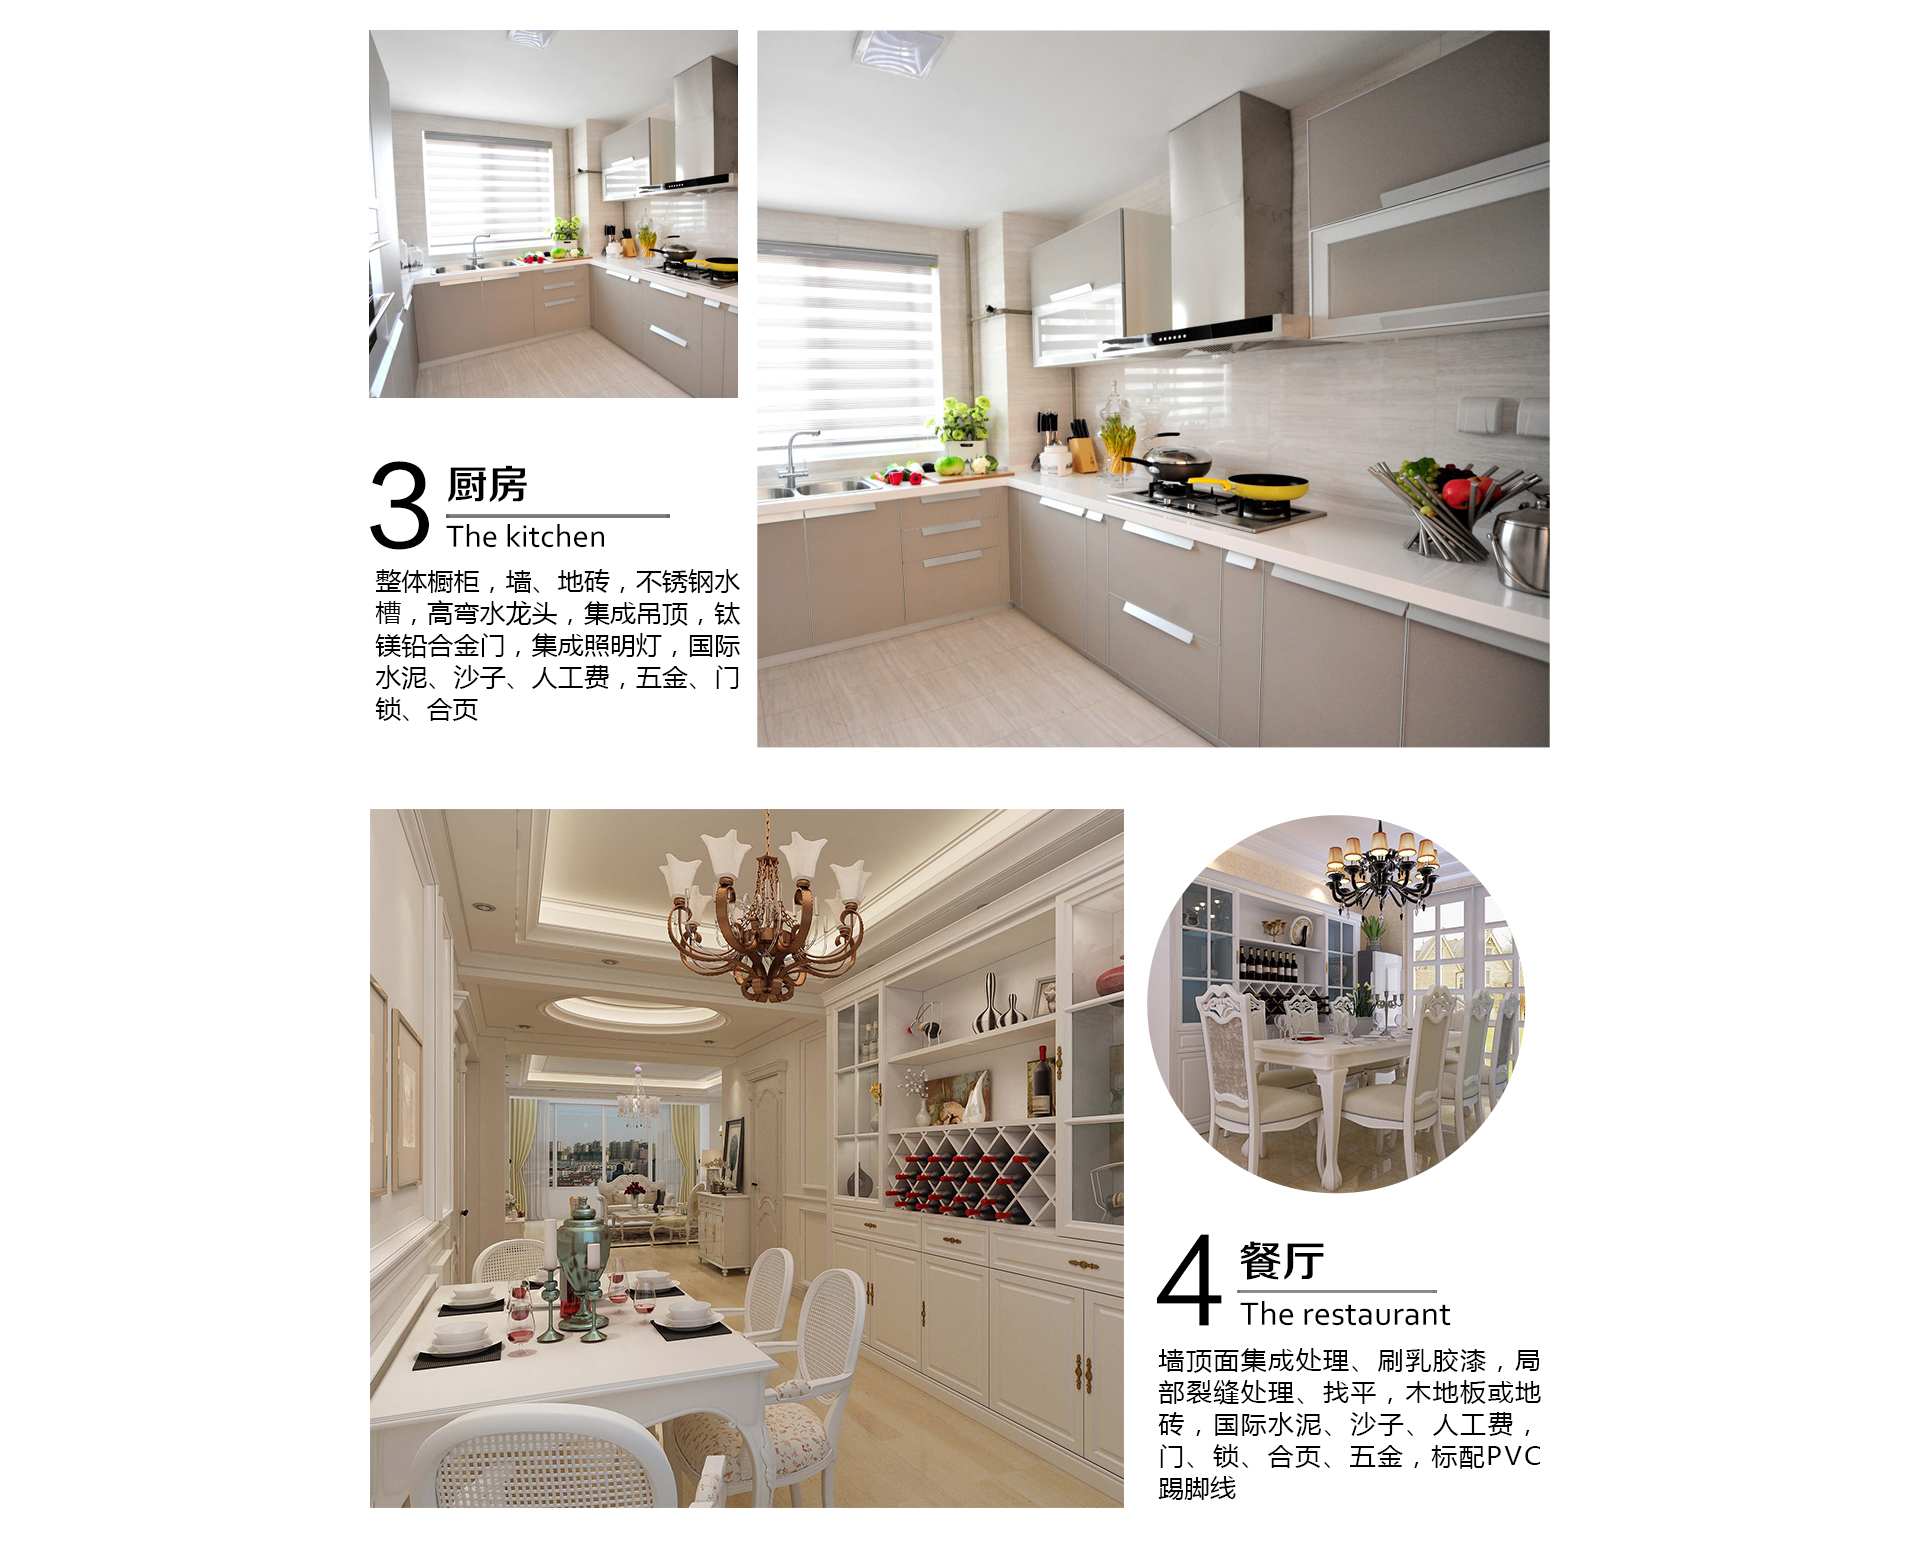 3 厨房
The kitchen
整体橱柜，墙、地砖，不锈钢水
槽，高弯水龙头，集成吊顶，钛
镁铅合金门，集成照明灯，国际
水泥、沙子、人工费，五金、门
锁、合页
4 餐厅
The restaurant
墙顶面集成处理、刷乳胶漆，局
部裂缝处理、找平，木地板或地
砖，国际水泥、沙子、人工费，
门、锁、合页、五金，标配PVC
踢脚线